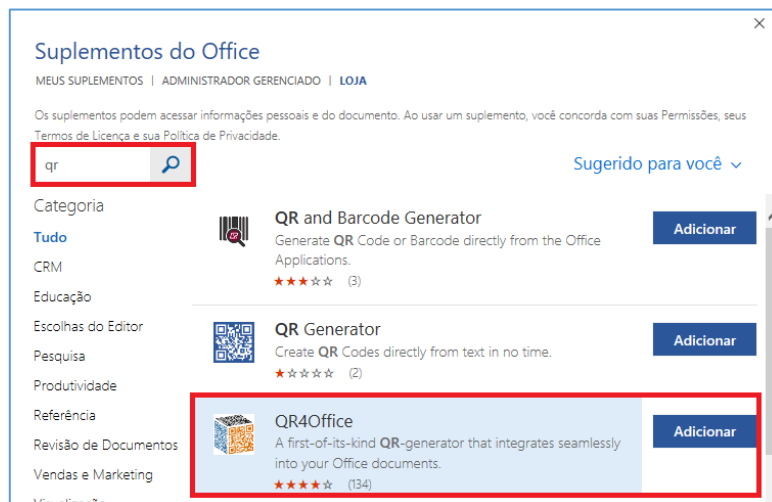 Suplementos do Office
MEUS SUPLEMENTOS | ADMINISTRADOR GERENCIADO | LOJA
Os suplementos podem acessar informações pessoais e do documento. Ao usar um suplemento, você concorda com suas Permissões, seus
Termos de Licença e sua Política de Privacidade.
qr
Sugerido para você
Categoria
Tudo
CRM
Educação
Escolhas do Editor
Pesquisa
Produtividade
Referência
Revisão de Documentos
Vendas e Marketing
QR and Barcode Generator
Generate QR Code or Barcode directly from the Office
Applications.
(3)
Adicionar
QR Generator
Create QR Codes directly from text in no time.
(2)
Adicionar
QR4Office
A first-of-its-kind QR-generator that integrates seamlessly
into your Office documents.
(134)
Adicionar